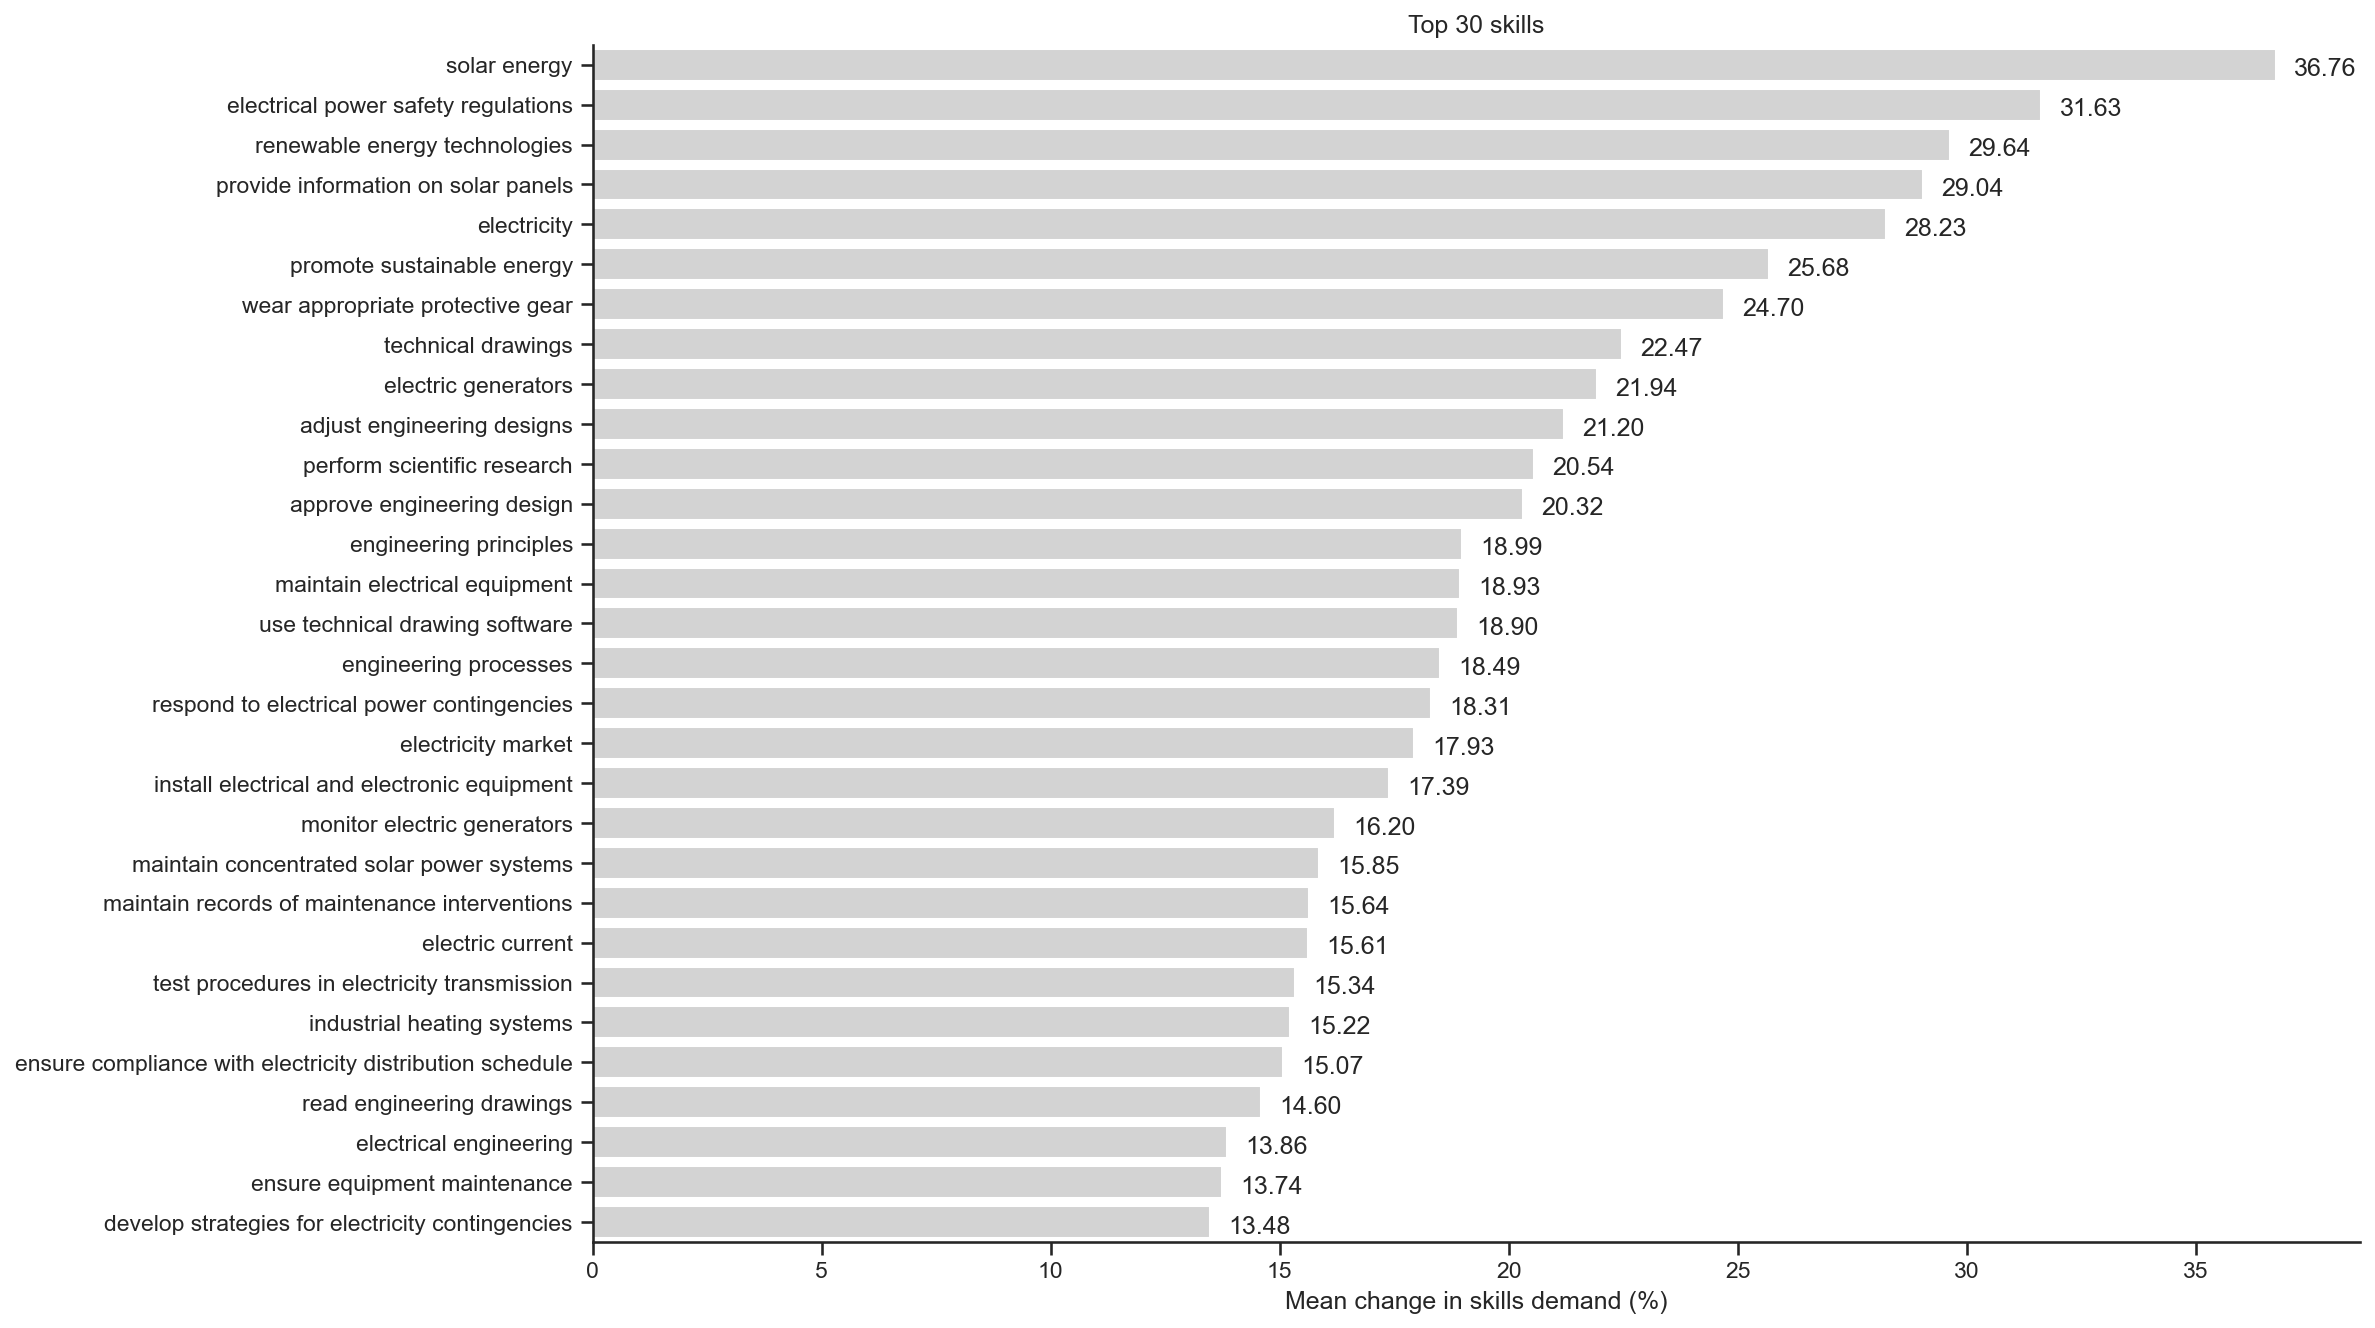 Top 30 skills
solar energy 36.76
electrical power safety regulations 31.63
renewable energy technologies 29.64
provide information on solar panels 29.04
electricity 28.23
promote sustainable energy 25.68
wear appropriate protective gear 24.70
technical drawings 22.47
electric generators 21.94
adjust engineering designs 21.20
perform scientific research 20.54
approve engineering design 20.32
engineering principles 18.99
maintain electrical equipment 18.93
use technical drawing software 18.90
engineering processes 18.49
respond to electrical power contingencies 18.31
electricity market 17.93
install electrical and electronic equipment 17.39
monitor electric generators 16.20
maintain concentrated solar power systems 15.85
maintain records of maintenance interventions 15.64
electric current 15.61
test procedures in electricity transmission 15.34
industrial heating systems 15.22
ensure compliance with electricity distribution schedule 15.07
read engineering drawings 14.60
electrical engineering 13.86
ensure equipment maintenance 13.74
develop strategies for electricity contingencies 13.48
0 5 10 15 20 25 30 35
Mean change in skills demand (%)